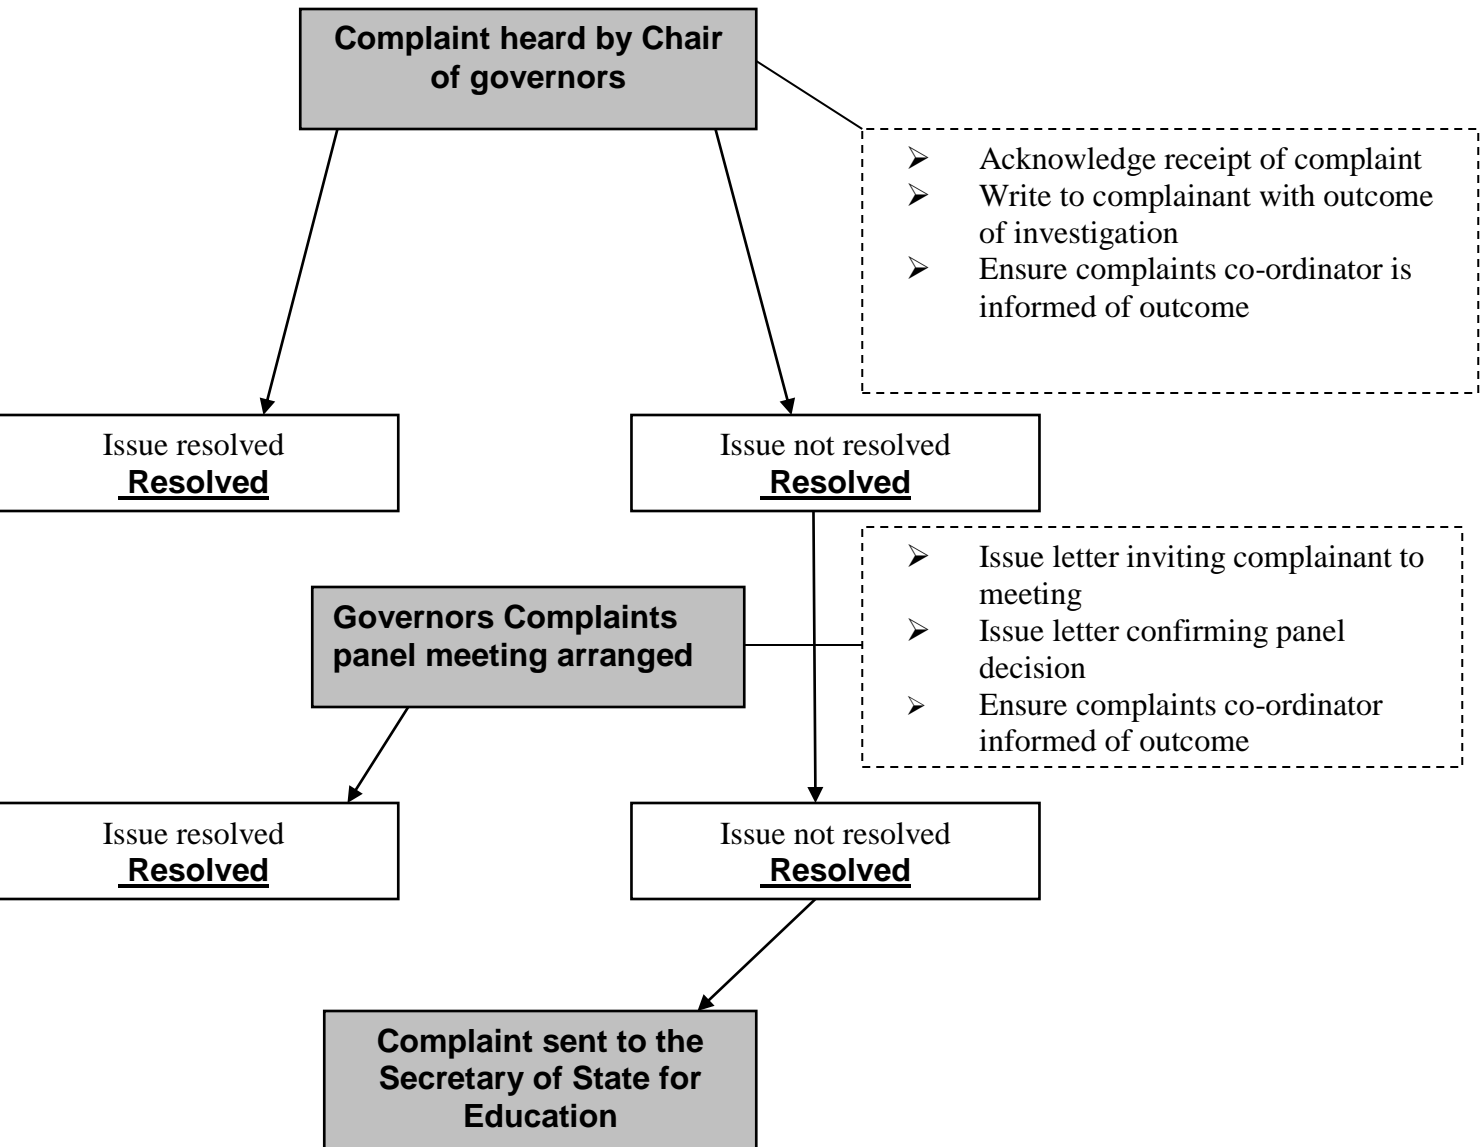 Complaint heard by Chair
of governors
➢ Acknowledge receipt of complaint
➢ Write to complainant with outcome
of investigation
➢ Ensure complaints co-ordinator is
informed of outcome
Issue resolved
Resolved
Issue not resolved
Resolved
➢ Issue letter inviting complainant to
meeting
➢ Issue letter confirming panel
decision
➢ Ensure complaints co-ordinator
informed of outcome
Governors Complaints
panel meeting arranged
Issue resolved
Resolved
Issue not resolved
Resolved
Complaint sent to the
Secretary of State for
Education